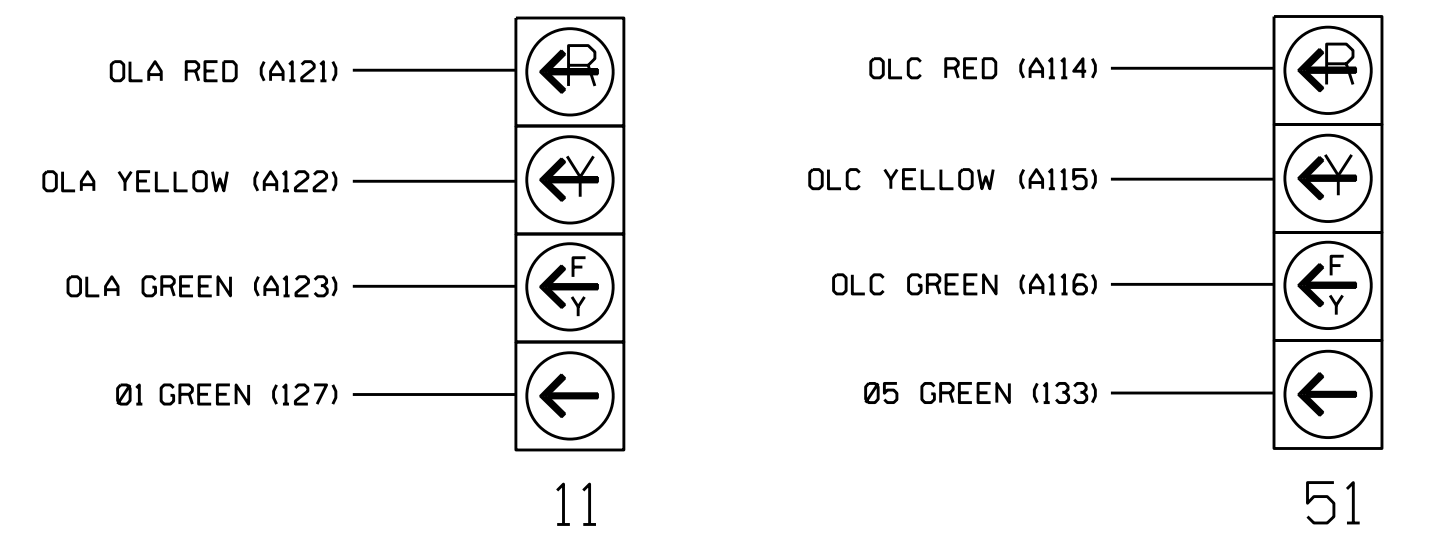 OLA RED (A121)
R
OLA YELLOW (A122)
Y
OLA GREEN (A123)
F
Y
Ø1 GREEN (127)
11
OLC RED (A114)
R
OLC YELLOW (A115)
Y
OLC GREEN (A116)
F
Y
Ø5 GREEN (133)
51